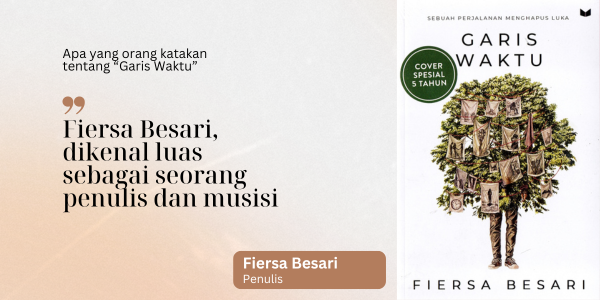 Apa yang orang katakan
tentang “Garis Waktu”
Fiersa Besari,
dikenal luas
sebagai seorang
penulis dan musisi
Fiersa Besari
Penulis
SEBUAH PERJALANAN MENGHAPUS LUKA
GARIS
WAKTU
COVER
SPESIAL
5 TAHUN
FIERSA BESARI